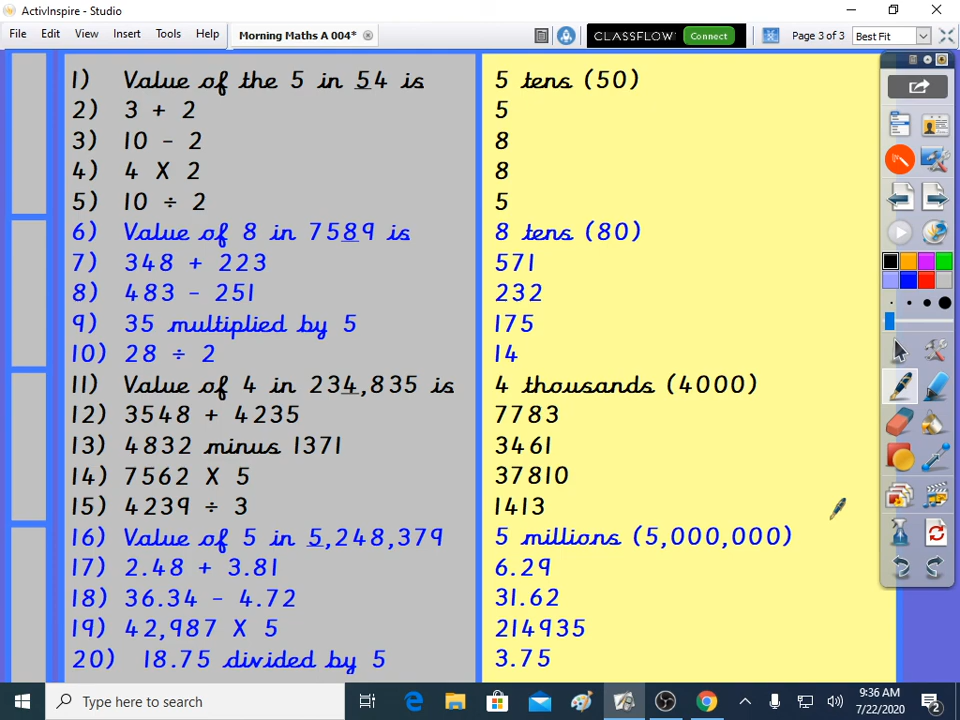 ActivInspire - Studio
File Edit View Insert Tools Help Morning Maths A 004* CLASSFLOW Connect Page 3 of 3 Best Fit
1) Value of the 5 in 54 is 5 tens (50)
2) 3 + 2 5
3) 10 - 2 8
4) 4 X 2 8
5) 10 ÷ 2 5
6) Value of 8 in 7589 is 8 tens (80)
7) 348 + 223 571
8) 483 - 251 232
9) 35 multiplied by 5 175
10) 28 ÷ 2 14
11) Value of 4 in 234,835 is 4 thousands (4000)
12) 3548 + 4235 7783
13) 4832 minus 1371 3461
14) 7562 X 5 37810
15) 4239 ÷ 3 1413
16) Value of 5 in 5,248,379 5 millions (5,000,000)
17) 2.48 + 3.81 6.29
18) 36.34 - 4.72 31.62
19) 42,987 X 5 214935
20) 18.75 divided by 5 3.75
Type here to search 9:36 AM
7/22/2020 2